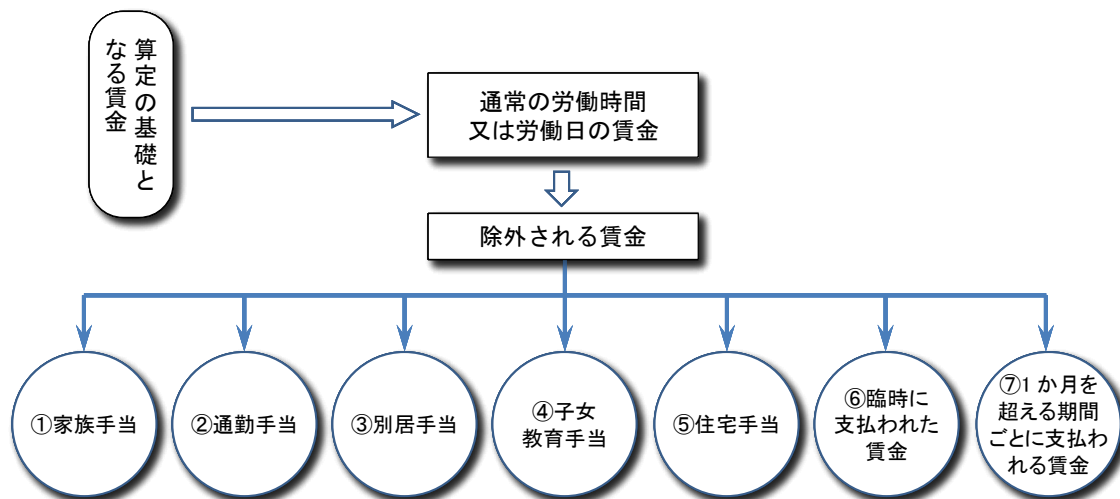 算定の基礎と
なる賃金
通常の労働時間
又は労働日の賃金
除外される賃金
①家族手当
②通勤手当
③別居手当
④子女
教育手当
⑤住宅手当
⑥臨時に
支払われた
賃金
⑦1か月を
超える期間
ごとに支払わ
れる賃金